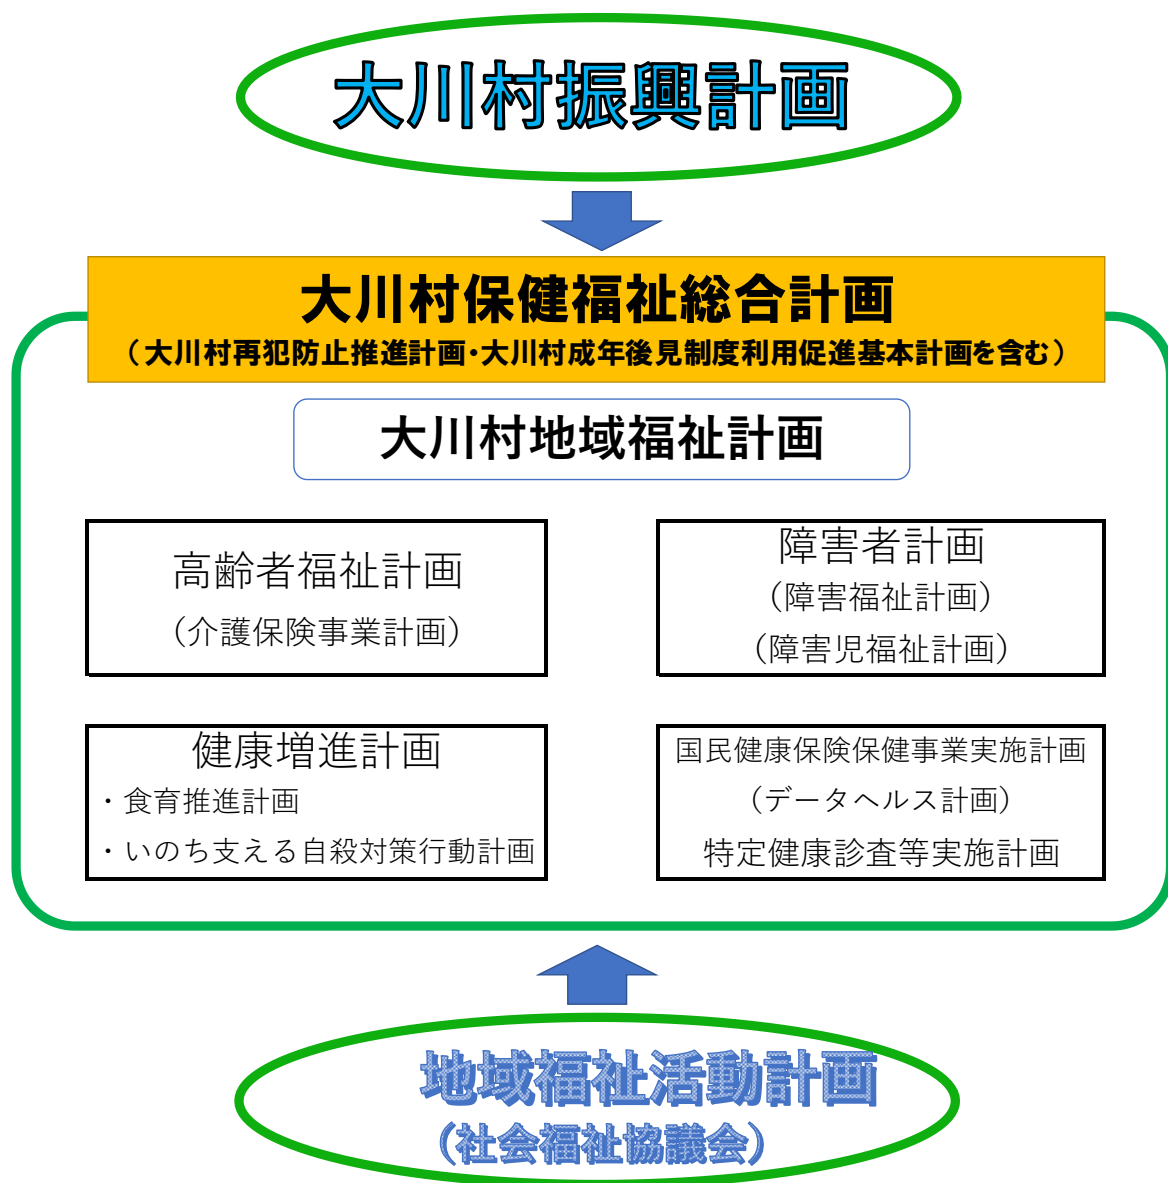 大川村振興計画
大川村保健福祉総合計画
（大川村再犯防止推進計画・大川村成年後見制度利用促進基本計画を含む）
大川村地域福祉計画
高齢者福祉計画
（介護保険事業計画）
障害者計画
（障害福祉計画）
（障害児福祉計画）
健康増進計画
・食育推進計画
・いのち支える自殺対策行動計画
国民健康保険保健事業実施計画
（データヘルス計画）
特定健康診査等実施計画
地域福祉活動計画
（社会福祉協議会）